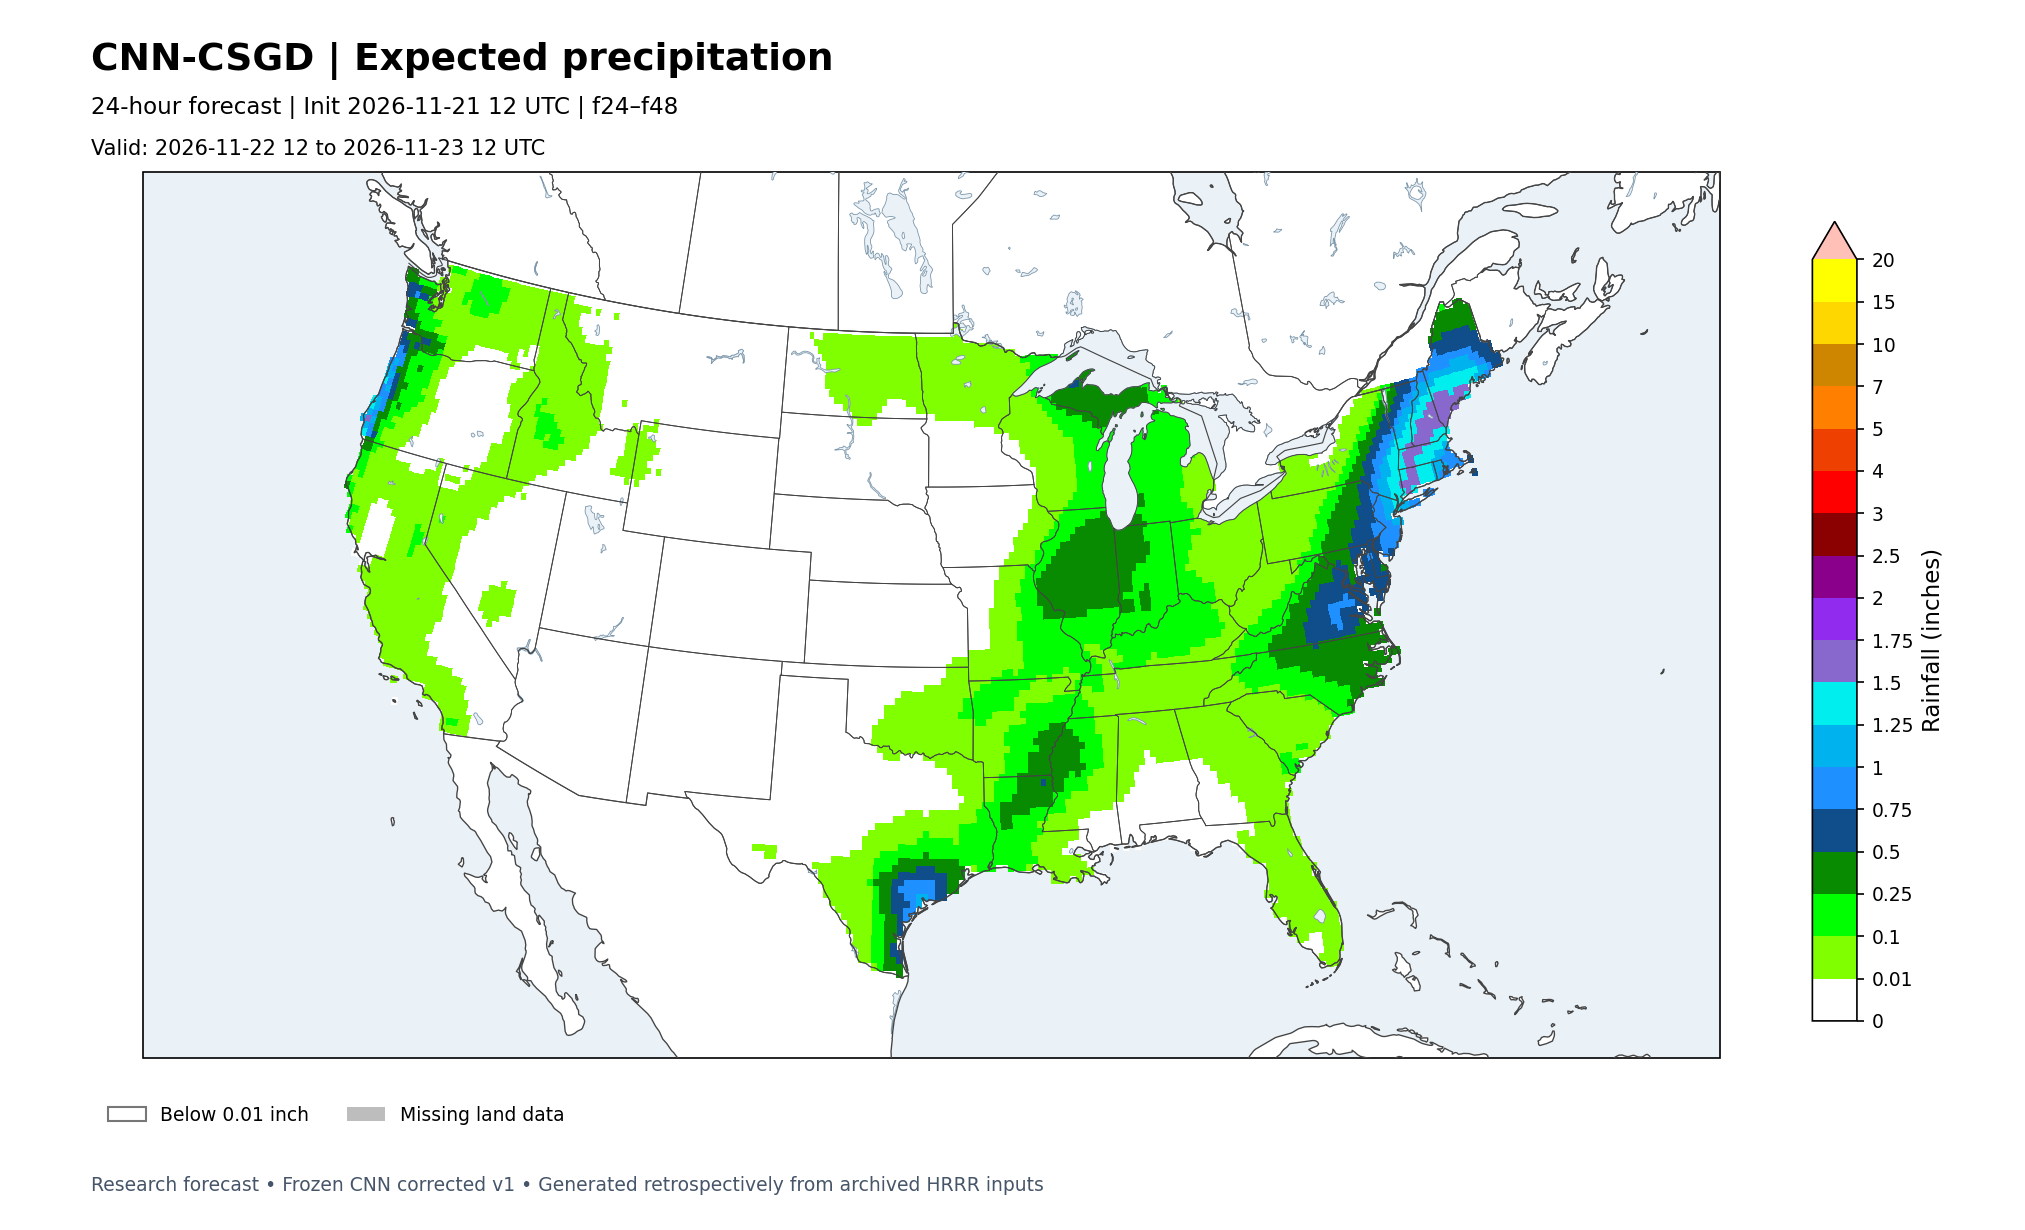 CNN-CSGD | Expected precipitation
24-hour forecast | Init 2026-11-21 12 UTC | f24–f48
Valid: 2026-11-22 12 to 2026-11-23 12 UTC
20
15
10
7
5
4
3
2.5
2
1.75
1.5
1.25
1
0.75
0.5
0.25
0.1
0.01
0
Rainfall (inches)
Below 0.01 inch
Missing land data
Research forecast • Frozen CNN corrected v1 • Generated retrospectively from archived HRRR inputs